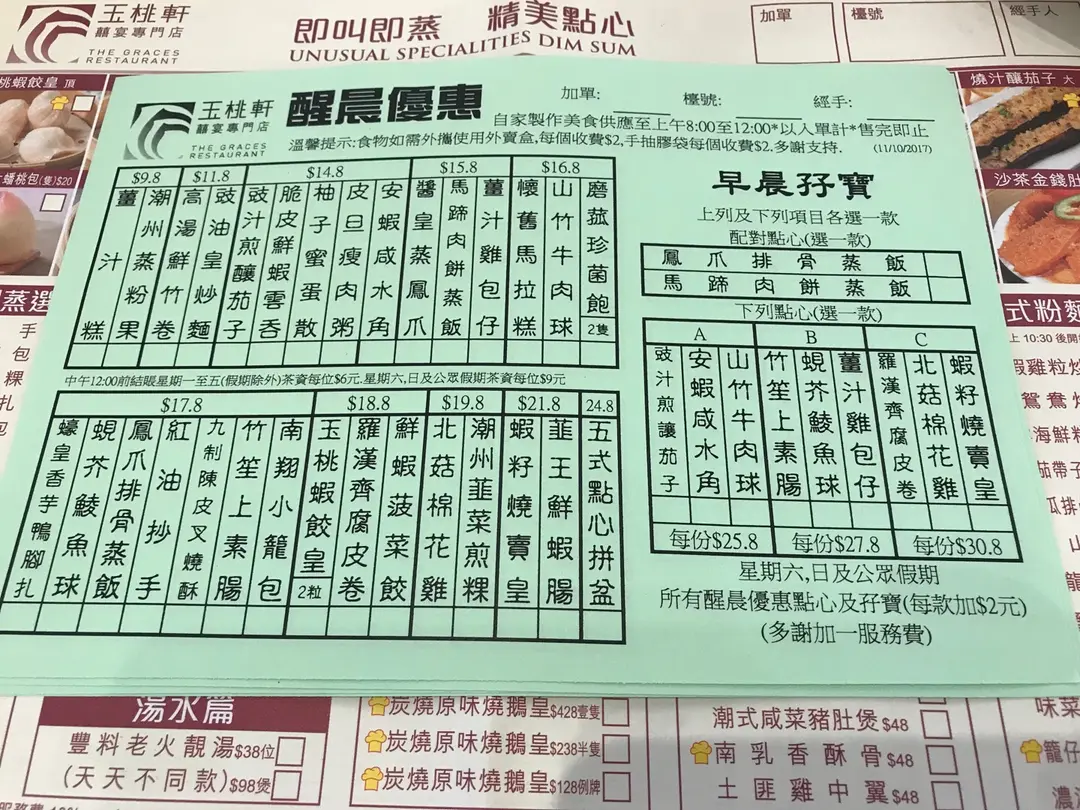 玉桃軒
囍宴專門店
THE GRACES
RESTAURANT
即叫即蒸 精美點心
UNUSUAL SPECIALITIES DIM SUM
加單
檯號
經手人
桃蝦餃皇 頂
蟠桃包(隻)$20
燒汁釀茄子 大
沙茶金錢肚
玉桃軒
囍宴專門店
THE GRACES
RESTAURANT
醒晨優惠
加單:
檯號:
經手:
自家製作美食供應至上午8:00至12:00*以入單計*售完即止
溫馨提示:食物如需外攜使用外賣盒,每個收費$2,手抽膠袋每個收費$2.多謝支持.
(11/10/2017)
$9.8
薑汁糕
潮州蒸粉果
$11.8
高湯鮮竹卷
豉油皇炒麵
$14.8
豉汁煎釀茄子
脆皮鮮蝦雲吞
柚子蜜蛋散
皮旦瘦肉粥
安蝦咸水角
$15.8
醬皇蒸鳳爪
馬蹄肉餅蒸飯
薑汁雞包仔
$16.8
懷舊馬拉糕
山竹牛肉球
磨菰珍菌飽
2隻
中午12:00前結賬星期一至五(假期除外)茶資每位$6元.星期六,日及公眾假期茶資每位$9元
$17.8
蠔皇香芋鴨腳扎
蜆芥鯪魚球
鳳爪排骨蒸飯
紅油抄手
九制陳皮叉燒酥
竹笙上素腸
南翔小籠包
$18.8
玉桃蝦餃皇
2粒
羅漢齊腐皮卷
鮮蝦菠菜餃
$19.8
北菇棉花雞
潮州韮菜煎粿
$21.8
蝦籽燒賣皇
韮王鮮蝦腸
24.8
五式點心拼盆
早晨孖寶
上列及下列項目各選一款
配對點心(選一款)
鳳爪排骨蒸飯
馬蹄肉餅蒸飯
下列點心(選一款)
A
豉汁煎讓茄子
安蝦咸水角
山竹牛肉球
B
竹笙上素腸
蜆芥鯪魚球
薑汁雞包仔
C
羅漢齊腐皮卷
北菇棉花雞
蝦籽燒賣皇
每份$25.8
每份$27.8
每份$30.8
星期六,日及公眾假期
所有醒晨優惠點心及孖寶(每款加$2元)
(多謝加一服務費)
蒸選
式粉麵
上 10:30 後開
湯水篇
豐料老火靚湯$38位
(天天不同款)$98煲
炭燒原味燒鵝皇$428壹隻
炭燒原味燒鵝皇$238半隻
炭燒原味燒鵝皇$128例牌
潮式咸菜豬肚煲$48
南乳香酥骨$48
土匪雞中翼$48
味菜
籠仔